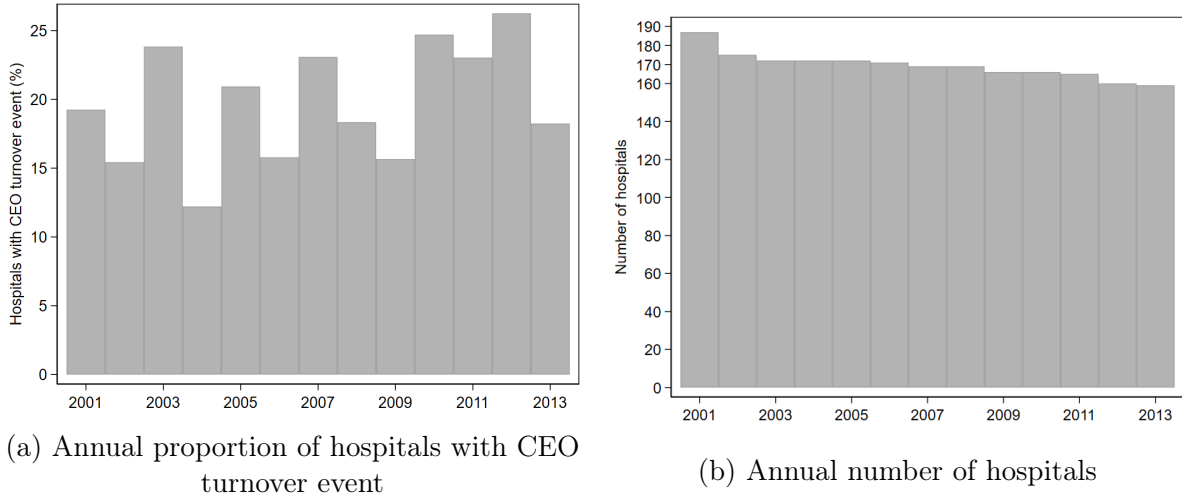 Hospitals with CEO turnover event (%)
25
20
15
10
5
0
2001 2003 2005 2007 2009 2011 2013
(a) Annual proportion of hospitals with CEO
turnover event
Number of hospitals
190
180
170
160
140
120
100
80
60
40
20
0
2001 2003 2005 2007 2009 2011 2013
(b) Annual number of hospitals